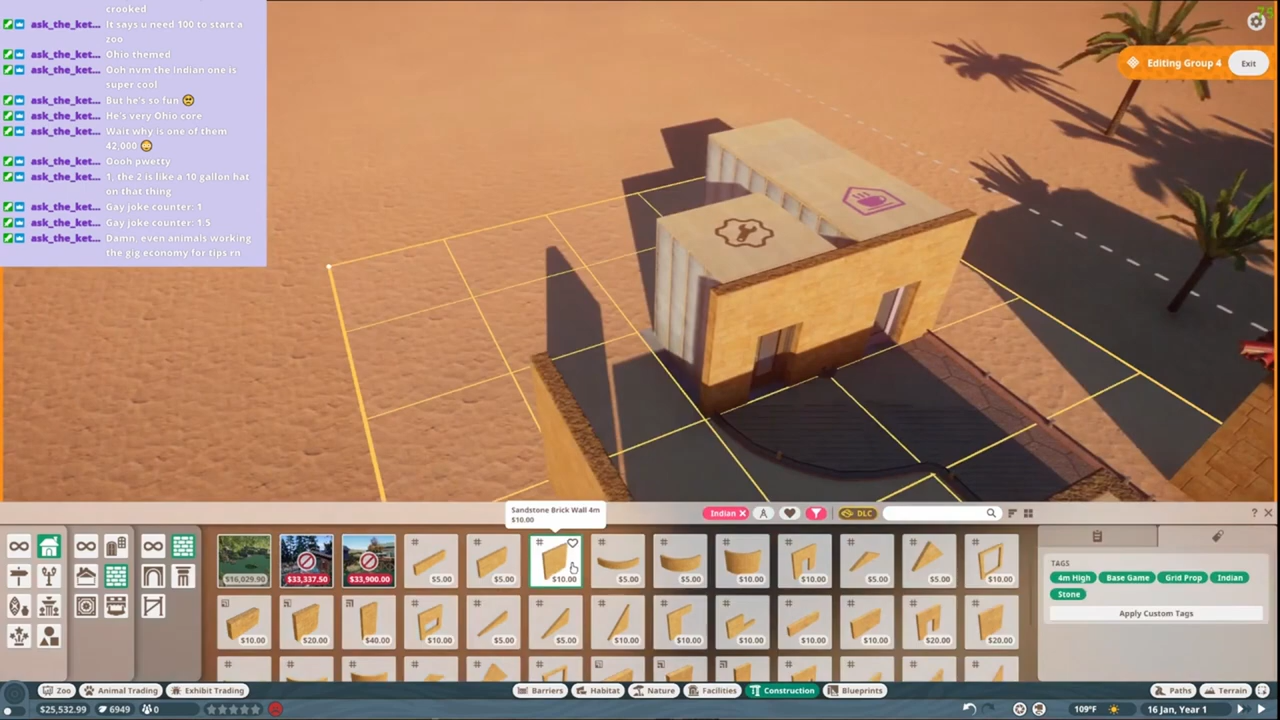 crooked
ask_the_ket... It says u need 100 to start a
zoo
ask_the_ket... Ohio themed
ask_the_ket... Ooh nvm the Indian one is
super cool
ask_the_ket... But he's so fun
ask_the_ket... He's very Ohio core
ask_the_ket... Wait why is one of them
42,000
ask_the_ket... Oooh pwetty
ask_the_ket... 1, the 2 is like a 10 gallon hat
on that thing
ask_the_ket... Gay joke counter: 1
ask_the_ket... Gay joke counter: 1.5
ask_the_ket... Damn, even animals working
the gig economy for tips rn
75
Editing Group 4 Exit
Sandstone Brick Wall 4m
$10.00
Indian DLC
$16,029.90 $33,337.50 $33,900.00 $5.00 $5.00 $10.00 $5.00 $5.00 $10.00 $10.00 $5.00 $5.00 $10.00
$10.00 $20.00 $40.00 $10.00 $5.00 $5.00 $10.00 $10.00 $5.00 $10.00 $10.00 $20.00 $20.00
TAGS
4m High Base Game Grid Prop Indian
Stone
Apply Custom Tags
Zoo Animal Trading Exhibit Trading Barriers Habitat Nature Facilities Construction Blueprints Paths Terrain
$25,532.99 6949 0 109°F 16 Jan, Year 1